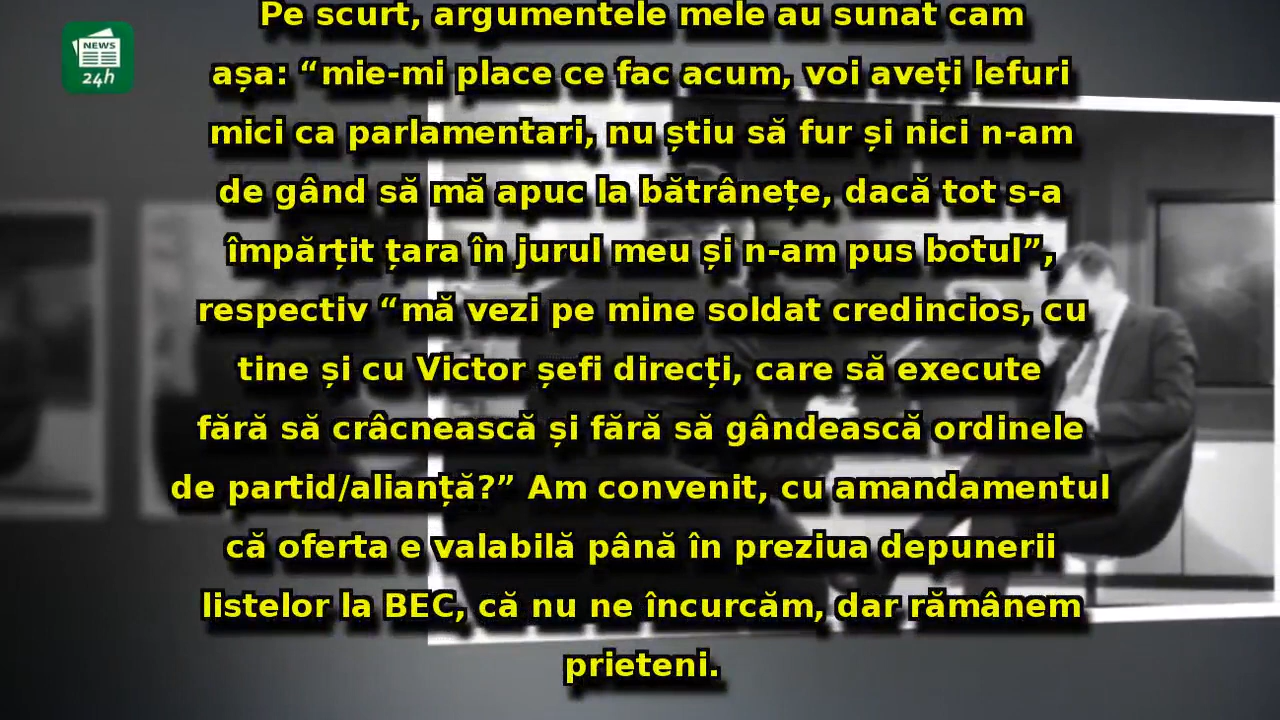 NEWS
24h
Pe scurt, argumentele mele au sunat cam
așa: “mie-mi place ce fac acum, voi aveți lefuri
mici ca parlamentari, nu știu să fur și nici n-am
de gând să mă apuc la bătrânețe, dacă tot s-a
împărțit țara în jurul meu și n-am pus botul”,
respectiv “mă vezi pe mine soldat credincios, cu
tine și cu Victor șefi direcți, care să execute
fără să crâcnească și fără să gândească ordinele
de partid/alianță?” Am convenit, cu amandamentul
că oferta e valabilă până în preziua depunerii
listelor la BEC, că nu ne încurcăm, dar rămânem
prieteni.